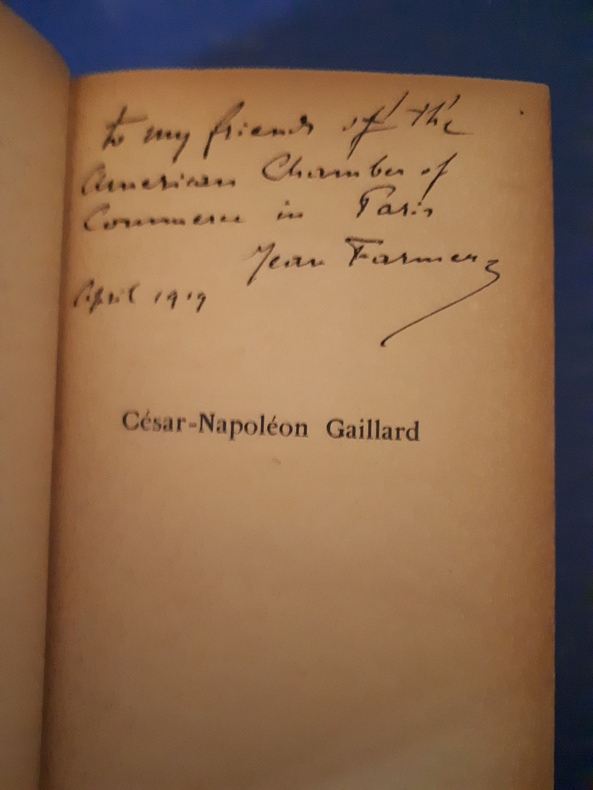 to my friends of the
American Chamber of
Commerce in Paris
Jean Farmer
April 1919
César-Napoléon Gaillard